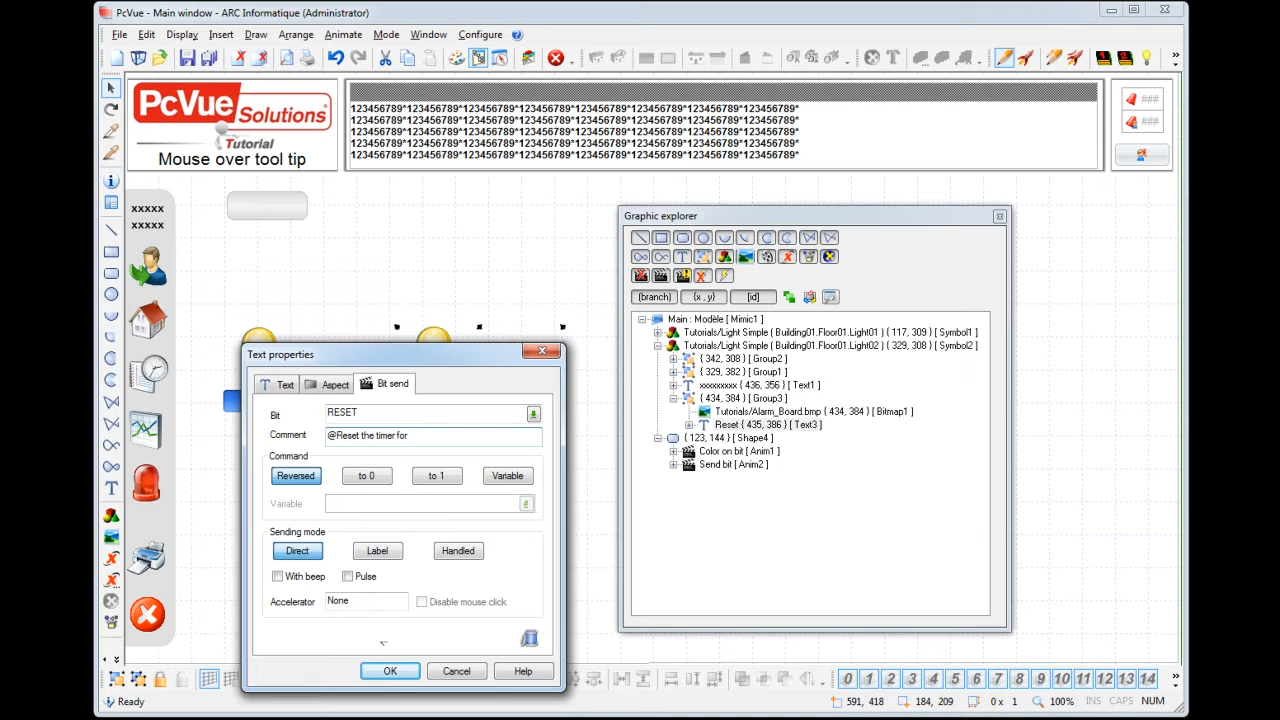 PcVue - Main window - ARC Informatique (Administrator)
File Edit Display Insert Draw Arrange Animate Mode Window Configure
PcVue Solutions
Tutorial
Mouse over tool tip
123456789*123456789*123456789*123456789*123456789*123456789*123456789*123456789*
123456789*123456789*123456789*123456789*123456789*123456789*123456789*123456789*
123456789*123456789*123456789*123456789*123456789*123456789*123456789*123456789*
123456789*123456789*123456789*123456789*123456789*123456789*123456789*123456789*
123456789*123456789*123456789*123456789*123456789*123456789*123456789*123456789*
###
###
xxxxx
xxxxx
Text properties
Text Aspect Bit send
Bit RESET
Comment @Reset the timer for
Command
Reversed to 0 to 1 Variable
Variable
Sending mode
Direct Label Handled
With beep Pulse
Accelerator None Disable mouse click
OK Cancel Help
Graphic explorer
(branch) {x , y} [id]
Main : Modèle [ Mimic1 ]
Tutorials/Light Simple ( Building01.Floor01.Light01 ) { 117, 309 } [ Symbol1 ]
Tutorials/Light Simple ( Building01.Floor01.Light02 ) { 329, 308 } [ Symbol2 ]
{ 342, 308 } [ Group2 ]
{ 329, 382 } [ Group1 ]
xxxxxxxxx { 436, 356 } [ Text1 ]
{ 434, 384 } [ Group3 ]
Tutorials/Alarm_Board.bmp { 434, 384 } [ Bitmap1 ]
Reset { 435, 386 } [ Text3 ]
{ 123, 144 } [ Shape4 ]
Color on bit [ Anim1 ]
Send bit [ Anim2 ]
0 1 2 3 4 5 6 7 8 9 10 11 12 13 14
Ready 591, 418 184, 209 0 x 1 100% INS CAPS NUM